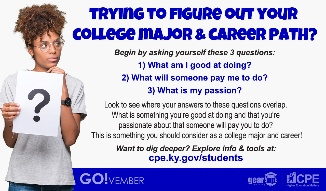 TRYING TO FIGURE OUT YOUR
COLLEGE MAJOR & CAREER PATH?
Begin by asking yourself these 3 questions:
1) What am I good at doing?
2) What will someone pay me to do?
3) What is my passion?
Look to see where your answers to these questions overlap.
What is something you're good at doing and that you're
passionate about that someone will pay you to do?
This is something you should consider as a college major and career!
Want to dig deeper? Explore info & tools at:
cpe.ky.gov/students
?
GO!VEMBER
gear up
CPE